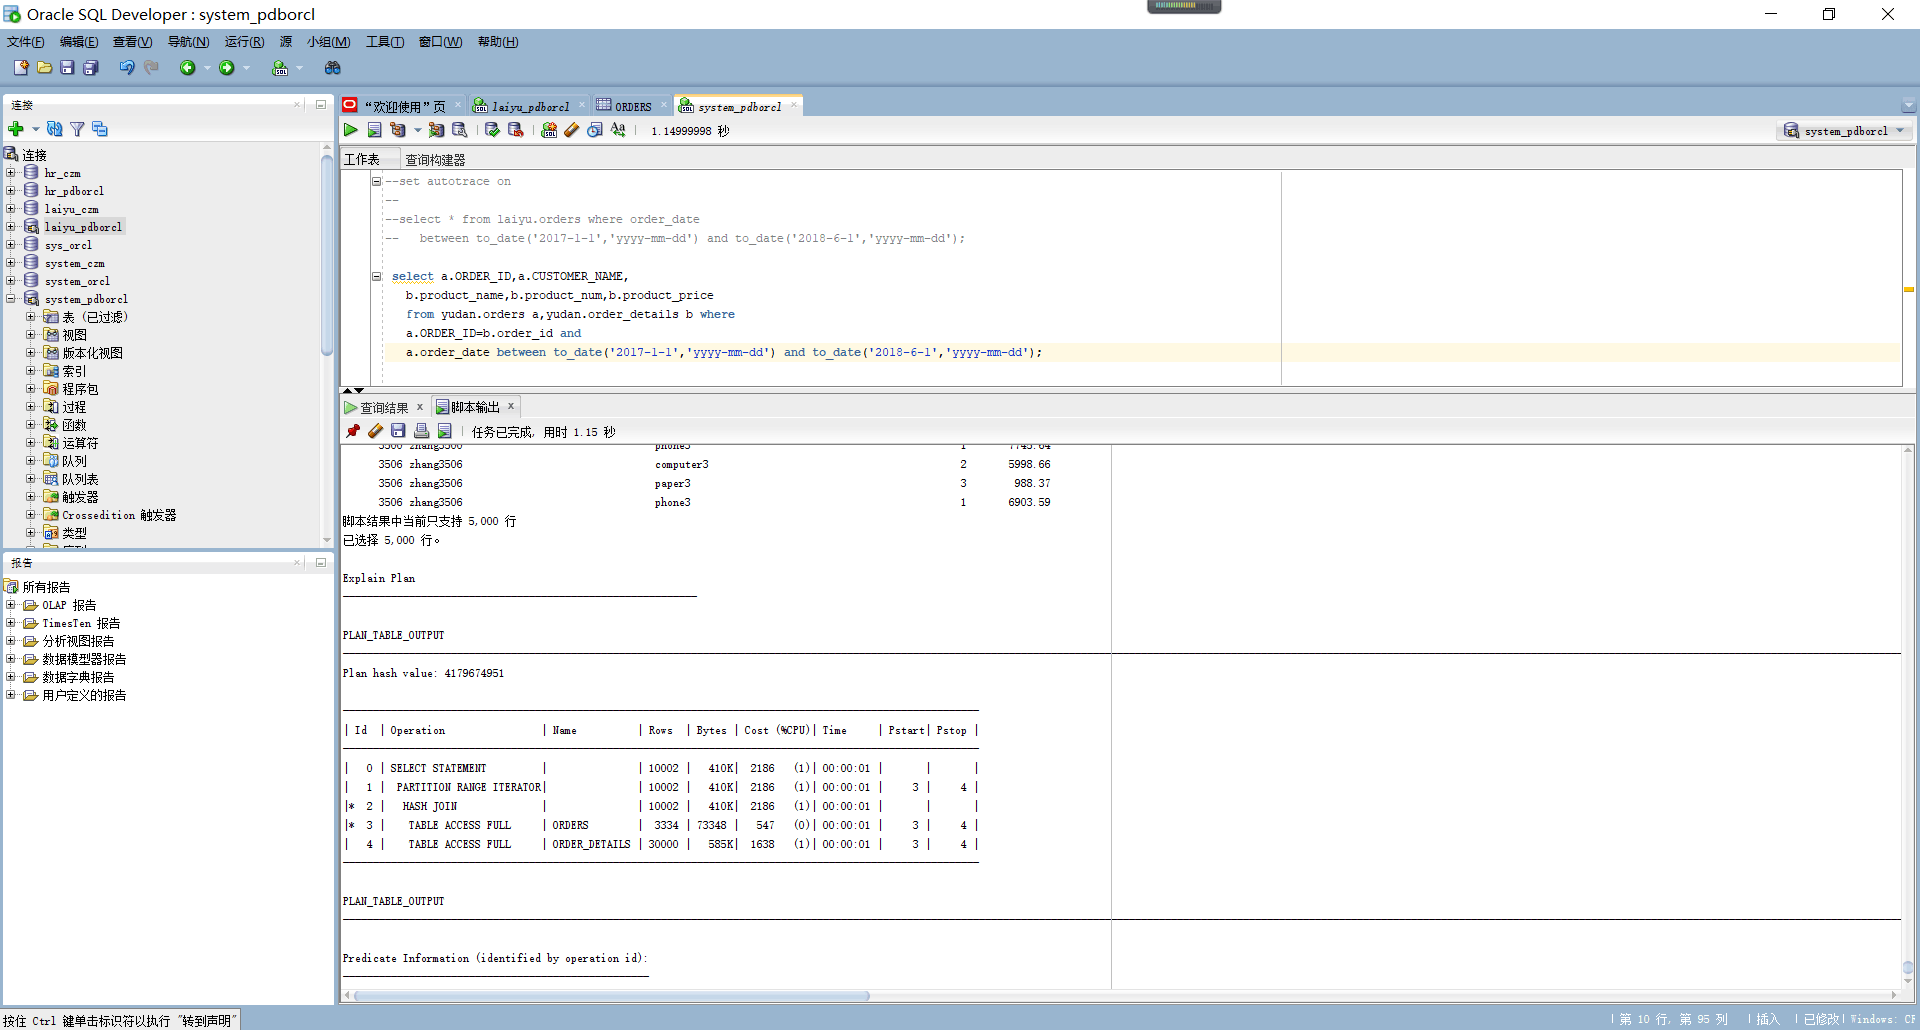 Oracle SQL Developer : system_pdborcl
文件(F) 编辑(E) 查看(V) 导航(N) 运行(R) 源 小组(M) 工具(T) 窗口(W) 帮助(H)
连接
连接
hr_czm
hr_pdborcl
laiyu_czm
laiyu_pdborcl
sys_orcl
system_czm
system_orcl
system_pdborcl
表 (已过滤)
视图
版本化视图
索引
程序包
过程
函数
运算符
队列
队列表
触发器
Crossedition 触发器
类型
报告
所有报告
OLAP 报告
TimesTen 报告
分析视图报告
数据模型器报告
数据字典报告
用户定义的报告
“欢迎使用”页 laiyu_pdborcl ORDERS system_pdborcl
1.14999998 秒
system_pdborcl
工作表 查询构建器
--set autotrace on
--
--select * from laiyu.orders where order_date
-- between to_date('2017-1-1','yyyy-mm-dd') and to_date('2018-6-1','yyyy-mm-dd');
select a.ORDER_ID,a.CUSTOMER_NAME,
b.product_name,b.product_num,b.product_price
from yudan.orders a,yudan.order_details b where
a.ORDER_ID=b.order_id and
a.order_date between to_date('2017-1-1','yyyy-mm-dd') and to_date('2018-6-1','yyyy-mm-dd');
查询结果 脚本输出
任务已完成, 用时 1.15 秒
3506 zhang3506 computer3 2 5998.66
3506 zhang3506 paper3 3 988.37
3506 zhang3506 phone3 1 6903.59
脚本结果中当前只支持 5,000 行
已选择 5,000 行。
Explain Plan
PLAN_TABLE_OUTPUT
Plan hash value: 4179674951
| Id | Operation | Name | Rows | Bytes | Cost (%CPU)| Time | Pstart| Pstop |
| 0 | SELECT STATEMENT | | 10002 | 410K| 2186 (1)| 00:00:01 | | |
| 1 | PARTITION RANGE ITERATOR| | 10002 | 410K| 2186 (1)| 00:00:01 | 3 | 4 |
|* 2 | HASH JOIN | | 10002 | 410K| 2186 (1)| 00:00:01 | | |
|* 3 | TABLE ACCESS FULL | ORDERS | 3334 | 73348 | 547 (0)| 00:00:01 | 3 | 4 |
| 4 | TABLE ACCESS FULL | ORDER_DETAILS | 30000 | 585K| 1638 (1)| 00:00:01 | 3 | 4 |
PLAN_TABLE_OUTPUT
Predicate Information (identified by operation id):
按住 Ctrl 键单击标识符以执行 "转到声明"
第 10 行, 第 95 列 | 插入 | 已修改 | Windows: CF